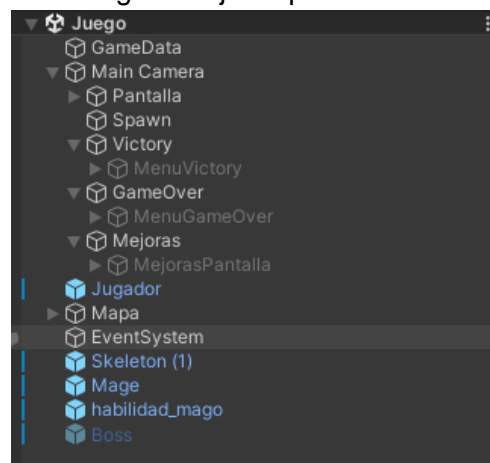 Juego
GameData
Main Camera
Pantalla
Spawn
Victory
MenuVictory
GameOver
MenuGameOver
Mejoras
MejorasPantalla
Jugador
Mapa
EventSystem
Skeleton (1)
Mage
habilidad_mago
Boss